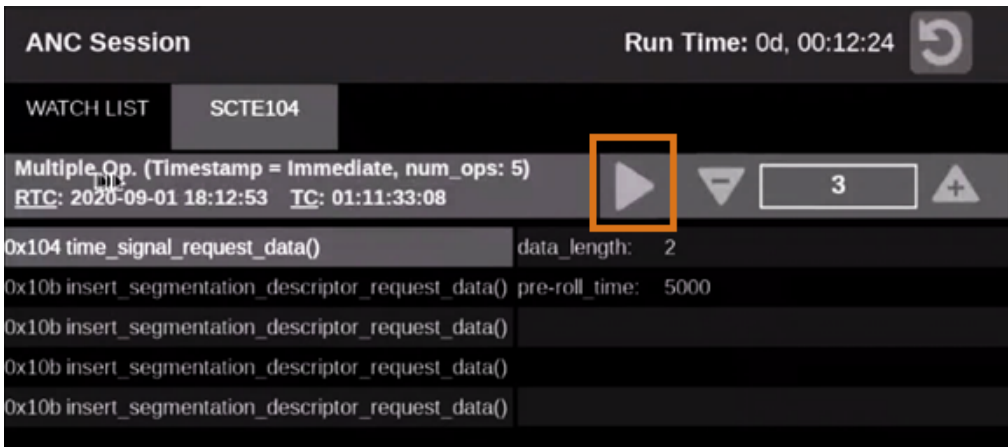 ANC Session
Run Time: 0d, 00:12:24
WATCH LIST SCTE104
Multiple Op. (Timestamp = Immediate, num_ops: 5)
RTC: 2020-09-01 18:12:53 TC: 01:11:33:08
3
0x104 time_signal_request_data() data_length: 2
0x10b insert_segmentation_descriptor_request_data() pre-roll_time: 5000
0x10b insert_segmentation_descriptor_request_data()
0x10b insert_segmentation_descriptor_request_data()
0x10b insert_segmentation_descriptor_request_data()